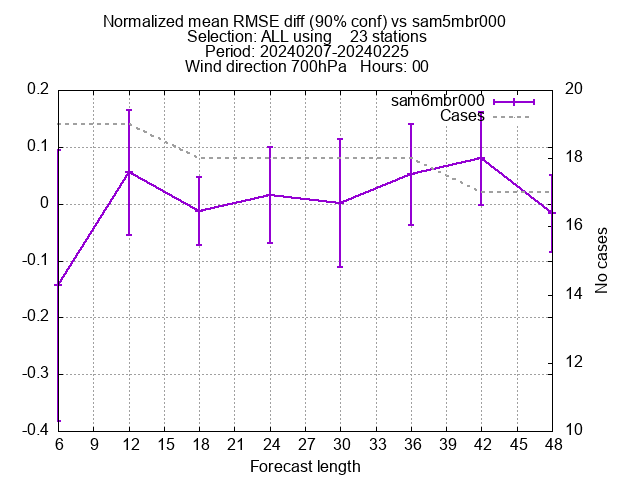 Normalized mean RMSE diff (90% conf) vs sam5mbr000
Selection: ALL using    23 stations
Period: 20240207-20240225
Wind direction 700hPa   Hours: 00
sam6mbr000
Cases
0.2
0.1
0
-0.1
-0.2
-0.3
-0.4
20
18
16
14
12
10
No cases
6 9 12 15 18 21 24 27 30 33 36 39 42 45 48
Forecast length